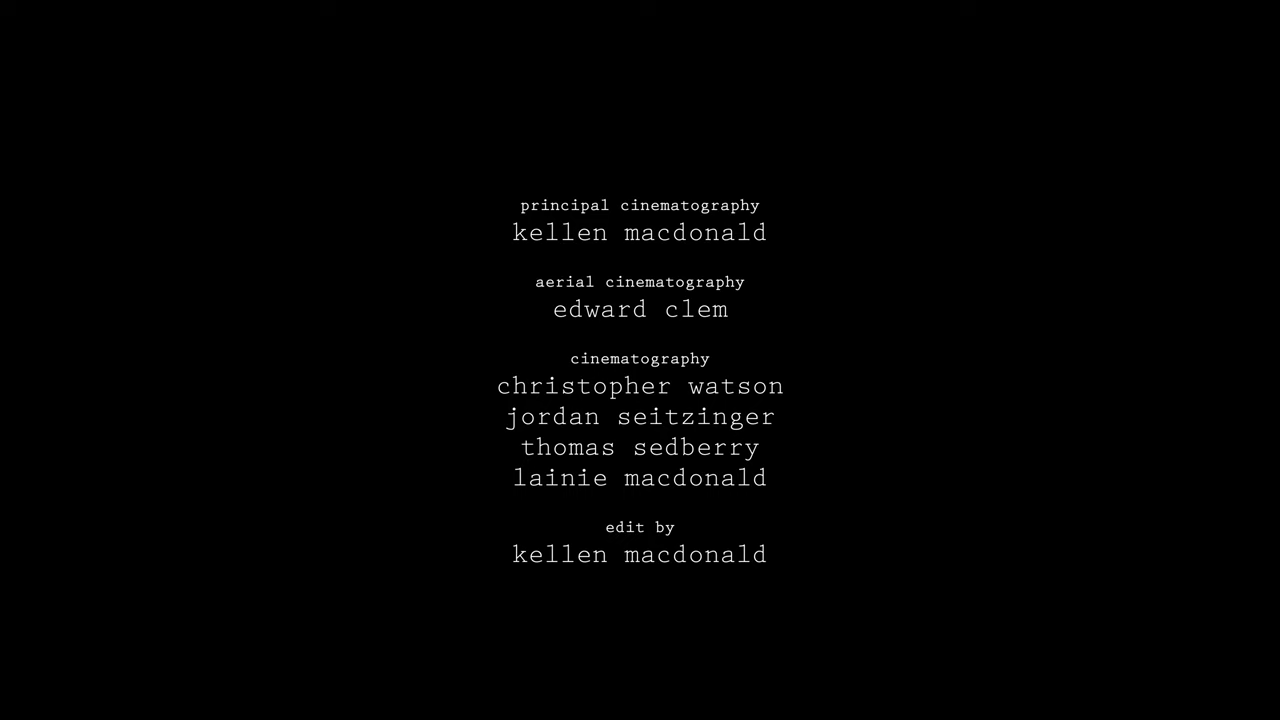 principal cinematography
kellen macdonald
aerial cinematography
edward clem
cinematography
christopher watson
jordan seitzinger
thomas sedberry
lainie macdonald
edit by
kellen macdonald